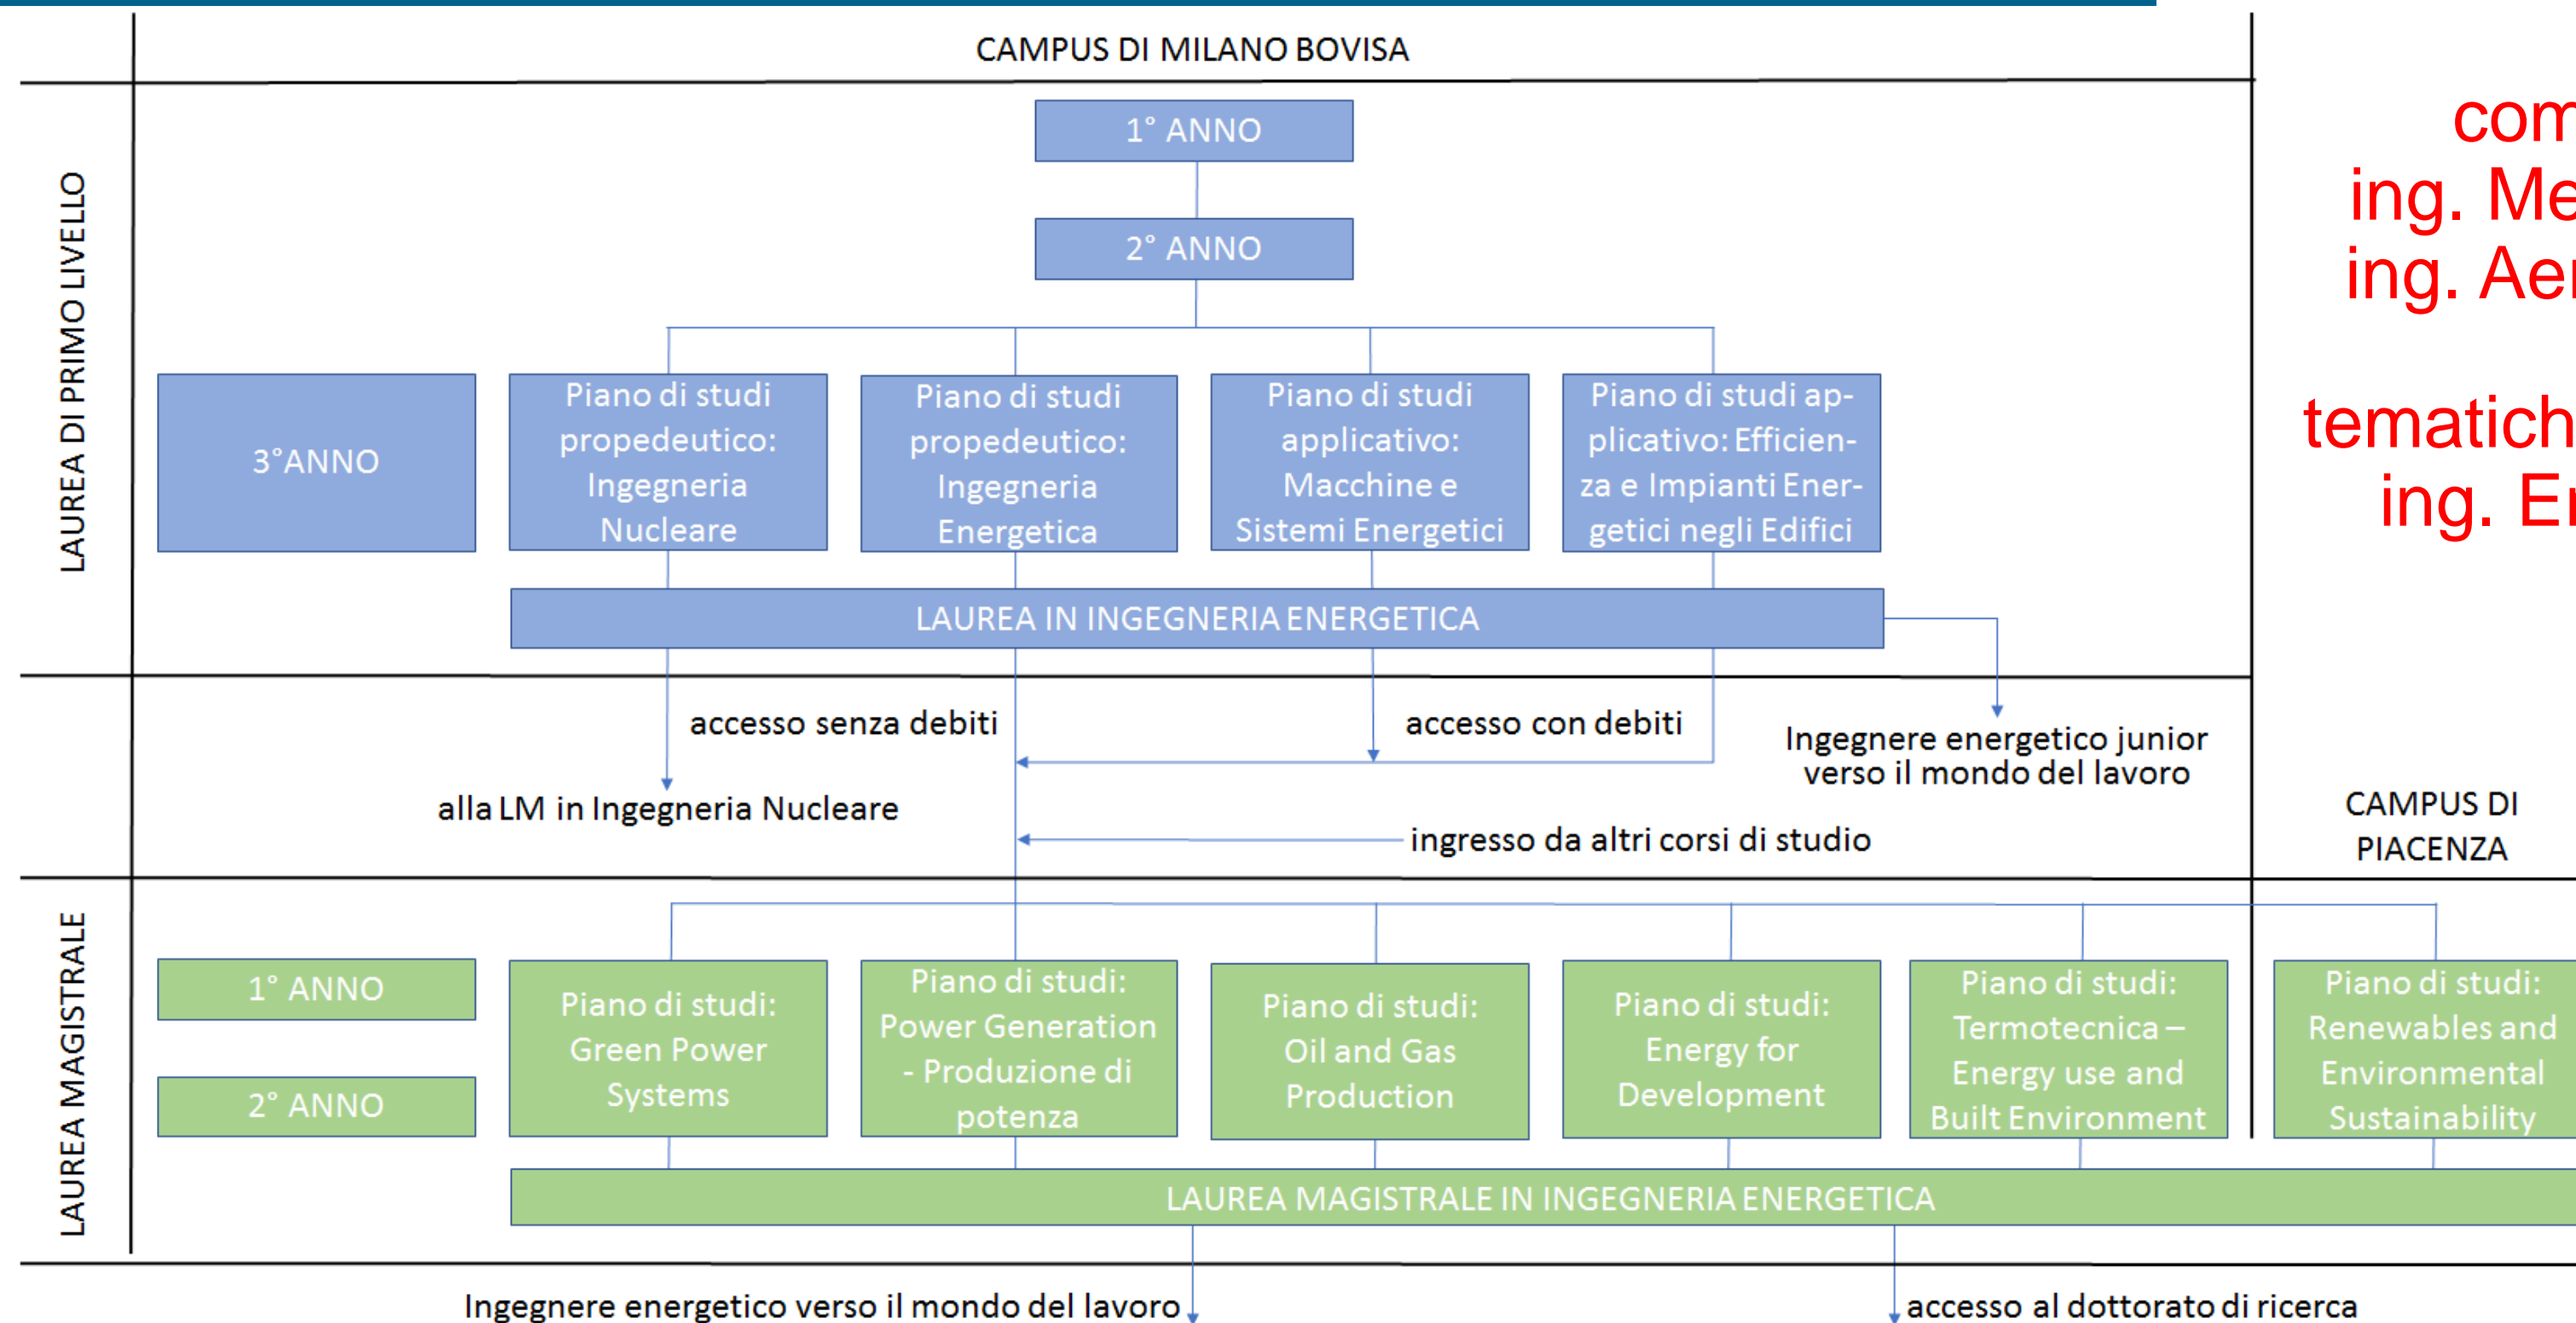 CAMPUS DI MILANO BOVISA
LAUREA DI PRIMO LIVELLO
1° ANNO
2° ANNO
3°ANNO
Piano di studi
propedeutico:
Ingegneria
Nucleare
Piano di studi
propedeutico:
Ingegneria
Energetica
Piano di studi
applicativo:
Macchine e
Sistemi Energetici
Piano di studi ap-
plicativo: Efficien-
za e Impianti Ener-
getici negli Edifici
LAUREA IN INGEGNERIA ENERGETICA
ing.
ing.
ing.
accesso senza debiti
accesso con debiti
Ingegnere energetico junior
verso il mondo del lavoro
alla LM in Ingegneria Nucleare
ingresso da altri corsi di studio
CAMPUS DI
PIACENZA
LAUREA MAGISTRALE
1° ANNO
2° ANNO
Piano di studi:
Green Power
Systems
Piano di studi:
Power Generation
- Produzione di
potenza
Piano di studi:
Oil and Gas
Production
Piano di studi:
Energy for
Development
Piano di studi:
Termotecnica –
Energy use and
Built Environment
Piano di studi:
Renewables and
Environmental
Sustainability
LAUREA MAGISTRALE IN INGEGNERIA ENERGETICA
Ingegnere energetico verso il mondo del lavoro
accesso al dottorato di ricerca